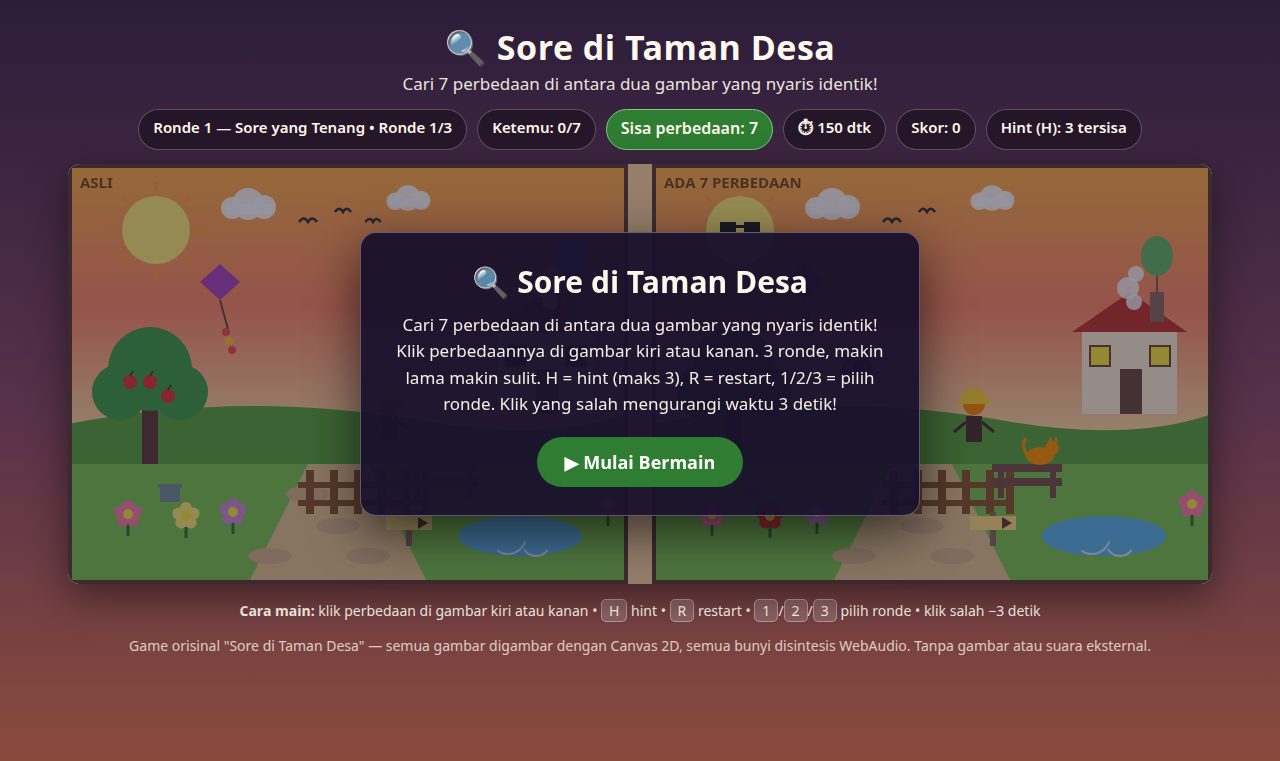 🔍 Sore di Taman Desa
Cari 7 perbedaan di antara dua gambar yang nyaris identik!
Ronde 1 — Sore yang Tenang • Ronde 1/3
Ketemu: 0/7
Sisa perbedaan: 7
⏱ 150 dtk
Skor: 0
Hint (H): 3 tersisa
ASLI
ADA 7 PERBEDAAN
🔍 Sore di Taman Desa
Cari 7 perbedaan di antara dua gambar yang nyaris identik!
Klik perbedaannya di gambar kiri atau kanan. 3 ronde, makin
lama makin sulit. H = hint (maks 3), R = restart, 1/2/3 = pilih
ronde. Klik yang salah mengurangi waktu 3 detik!
▶ Mulai Bermain
Cara main: klik perbedaan di gambar kiri atau kanan • H hint • R restart • 1/2/3 pilih ronde • klik salah −3 detik
Game orisinal "Sore di Taman Desa" — semua gambar digambar dengan Canvas 2D, semua bunyi disintesis WebAudio. Tanpa gambar atau suara eksternal.